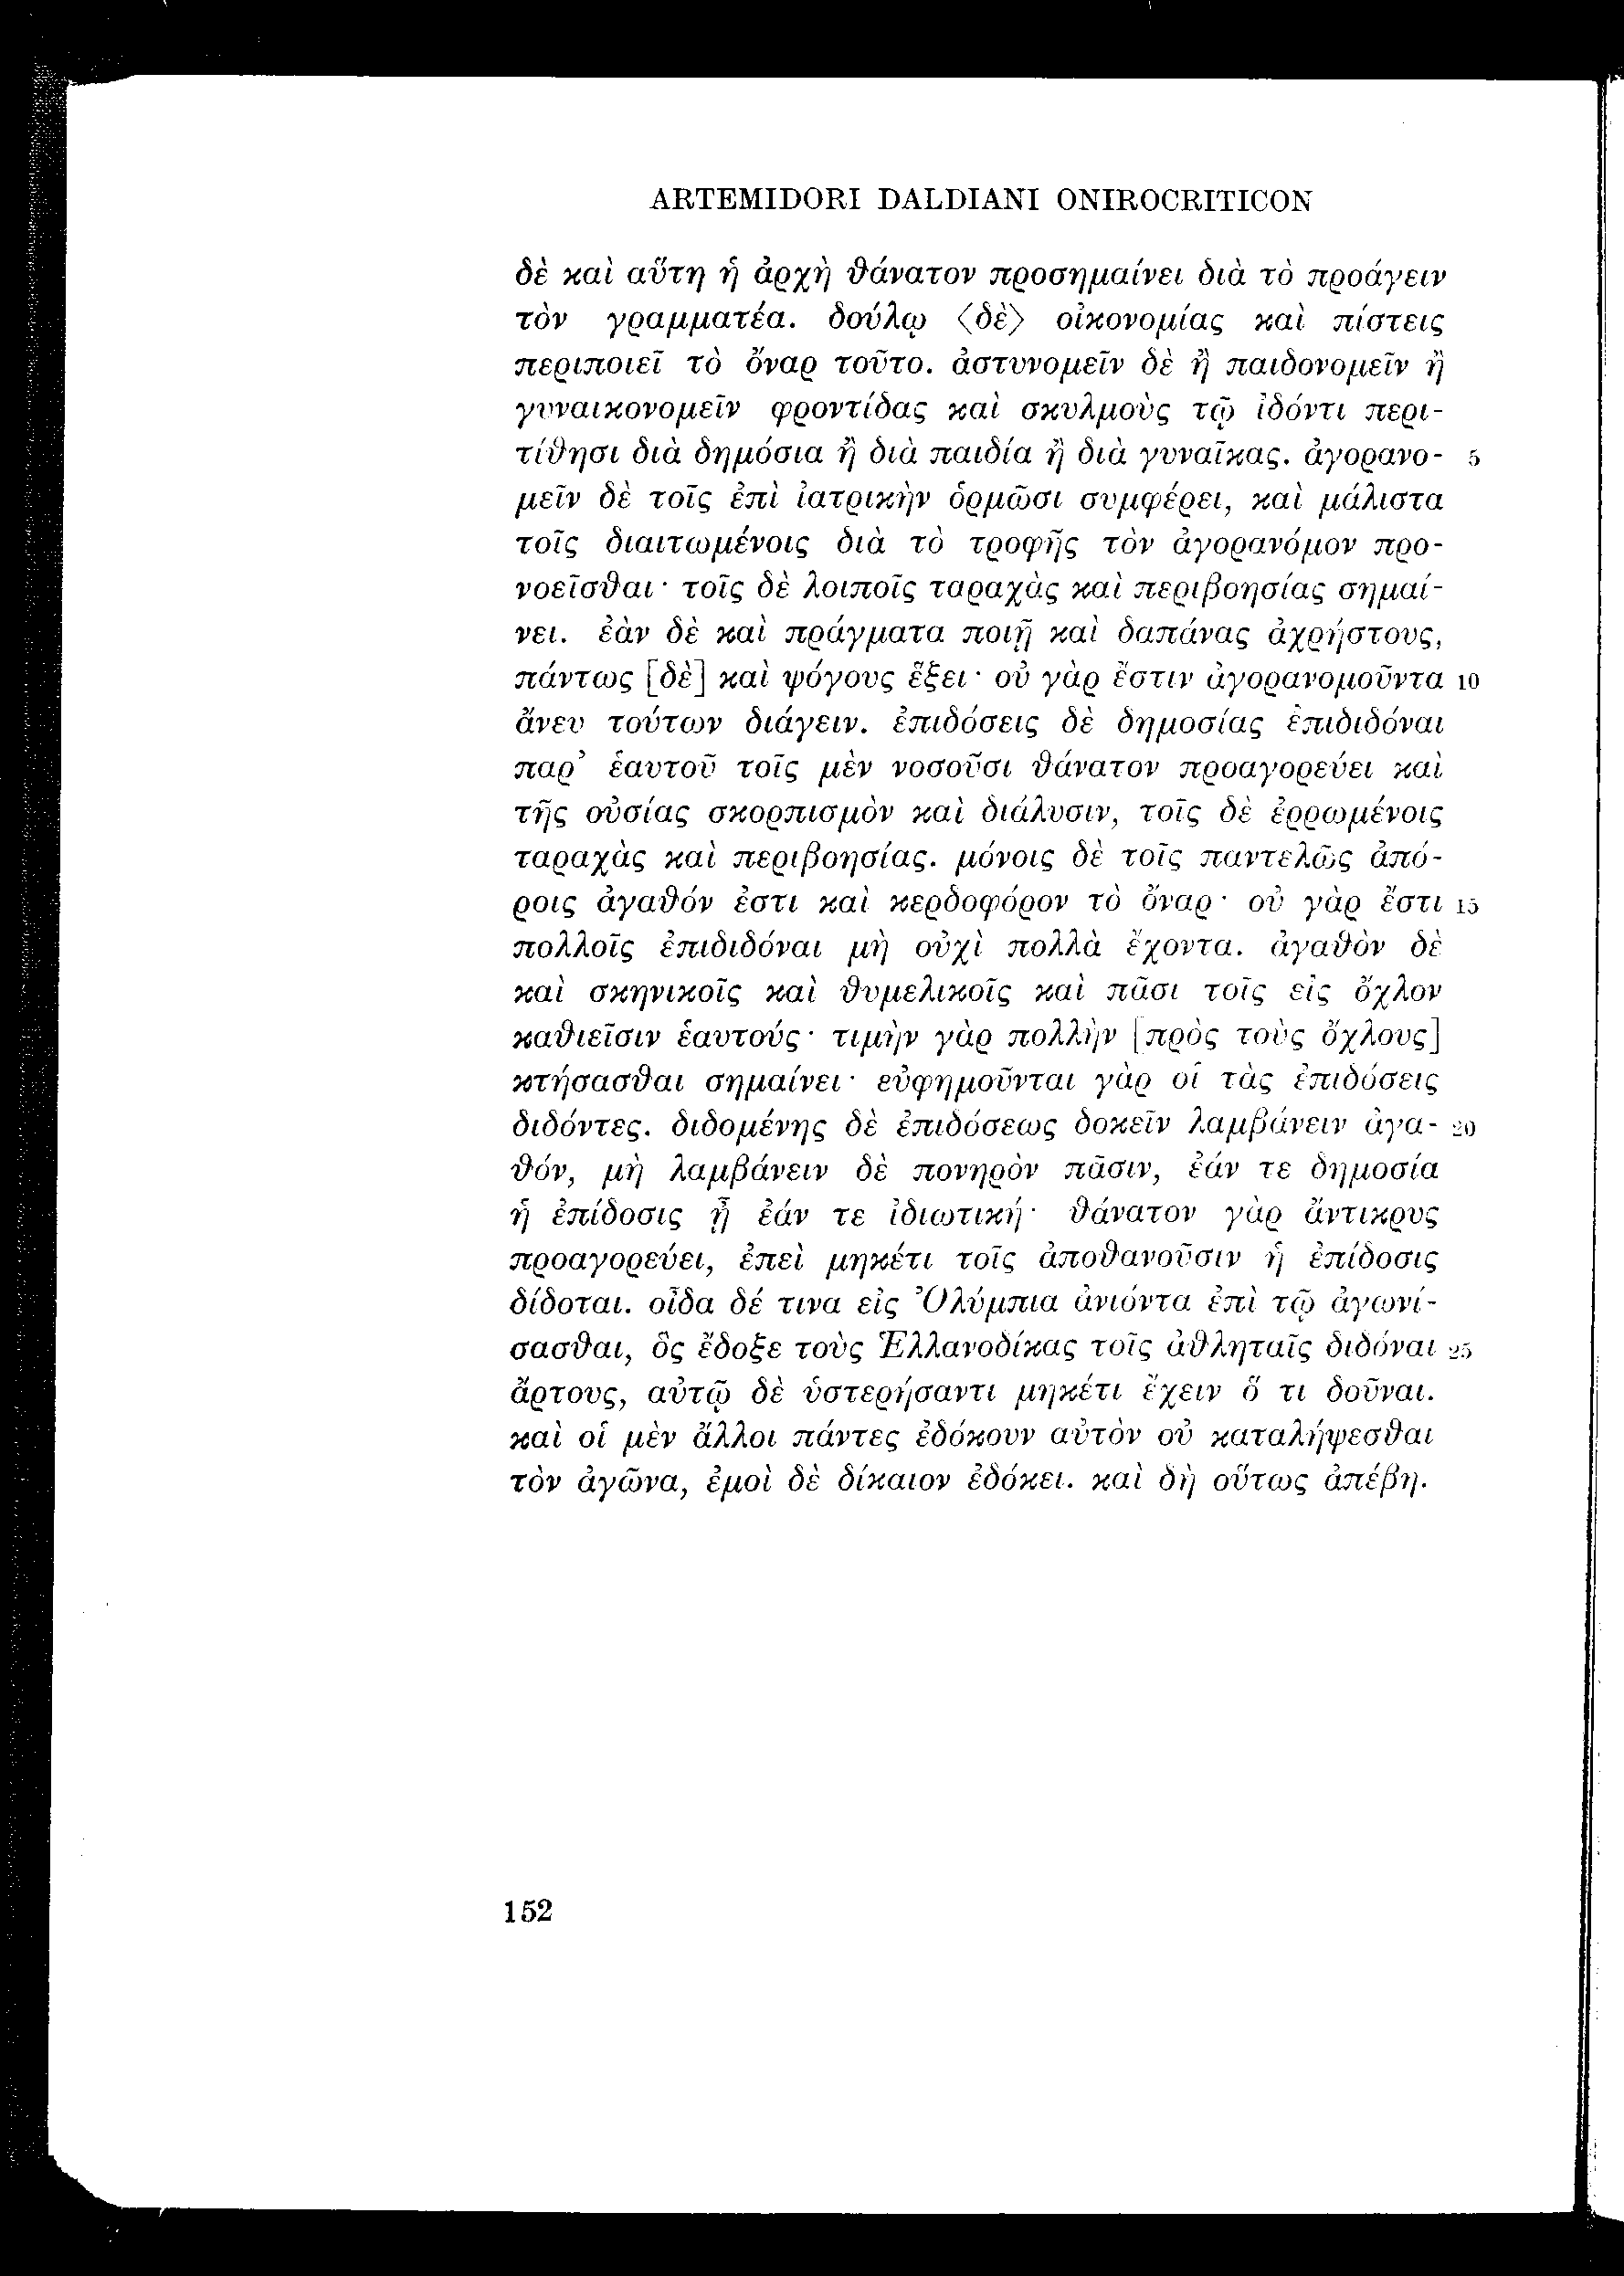 ARTEMIDORI DALDIANI ONIROCRITICON
δὲ καὶ αὕτη ἡ ἀρχὴ θάνατον προσημαίνει διὰ τὸ προάγειν
τὸν γραμματέα. δούλῳ 〈δὲ〉 οἰκονομίας καὶ πίστεις
περιποιεῖ τὸ ὄναρ τοῦτο. ἀστυνομεῖν δὲ ἢ παιδονομεῖν ἢ
γυναικονομεῖν φροντίδας καὶ σκυλμοὺς τῷ ἰδόντι περι-
τίθησι διὰ δημόσια ἢ διὰ παιδία ἢ διὰ γυναῖκας. ἀγορανο- 5
μεῖν δὲ τοῖς ἐπὶ ἰατρικὴν ὁρμῶσι συμφέρει, καὶ μάλιστα
τοῖς διαιτωμένοις διὰ τὸ τροφῆς τὸν ἀγορανόμον προ-
νοεῖσθαι· τοῖς δὲ λοιποῖς ταραχὰς καὶ περιβοησίας σημαί-
νει. ἐὰν δὲ καὶ πράγματα ποιῇ καὶ δαπάνας ἀχρήστους,
πάντως [δὲ] καὶ ψόγους ἕξει· οὐ γὰρ ἔστιν ἀγορανομοῦντα 10
ἄνευ τούτων διάγειν. ἐπιδόσεις δὲ δημοσίας ἐπιδιδόναι
παρ’ ἑαυτοῦ τοῖς μὲν νοσοῦσι θάνατον προαγορεύει καὶ
τῆς οὐσίας σκορπισμὸν καὶ διάλυσιν, τοῖς δὲ ἐρρωμένοις
ταραχὰς καὶ περιβοησίας. μόνοις δὲ τοῖς παντελῶς ἀπό-
ροις ἀγαθόν ἐστι καὶ κερδοφόρον τὸ ὄναρ· οὐ γὰρ ἔστι 15
πολλοῖς ἐπιδιδόναι μὴ οὐχὶ πολλὰ ἔχοντα. ἀγαθὸν δὲ
καὶ σκηνικοῖς καὶ θυμελικοῖς καὶ πᾶσι τοῖς εἰς ὄχλον
καθιεῖσιν ἑαυτούς· τιμὴν γὰρ πολλὴν [πρὸς τοὺς ὄχλους]
κτήσασθαι σημαίνει· εὐφημοῦνται γὰρ οἱ τὰς ἐπιδόσεις
διδόντες. διδομένης δὲ ἐπιδόσεως δοκεῖν λαμβάνειν ἀγα- 20
θόν, μὴ λαμβάνειν δὲ πονηρὸν πᾶσιν, ἐάν τε δημοσία
ἡ ἐπίδοσις ᾖ ἐάν τε ἰδιωτική· θάνατον γὰρ ἄντικρυς
προαγορεύει, ἐπεὶ μηκέτι τοῖς ἀποθανοῦσιν ἡ ἐπίδοσις
δίδοται. οἶδα δέ τινα εἰς Ὀλύμπια ἀνιόντα ἐπὶ τῷ ἀγωνί-
σασθαι, ὃς ἔδοξε τοὺς Ἑλλανοδίκας τοῖς ἀθληταῖς διδόναι 25
ἄρτους, αὐτῷ δὲ ὑστερήσαντι μηκέτι ἔχειν ὅ τι δοῦναι.
καὶ οἱ μὲν ἄλλοι πάντες ἐδόκουν αὐτὸν οὐ καταλήψεσθαι
τὸν ἀγῶνα, ἐμοὶ δὲ δίκαιον ἐδόκει. καὶ δὴ οὕτως ἀπέβη.
152